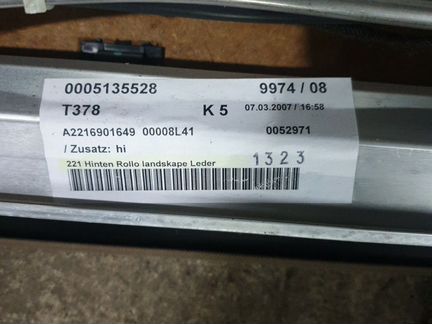 0005135528 9974 / 08
T378 K 5 07.03.2007 / 16:58
A2216901649 00008L41 0052971
/ Zusatz: hi
221 Hinten Rollo landskape Leder 1323